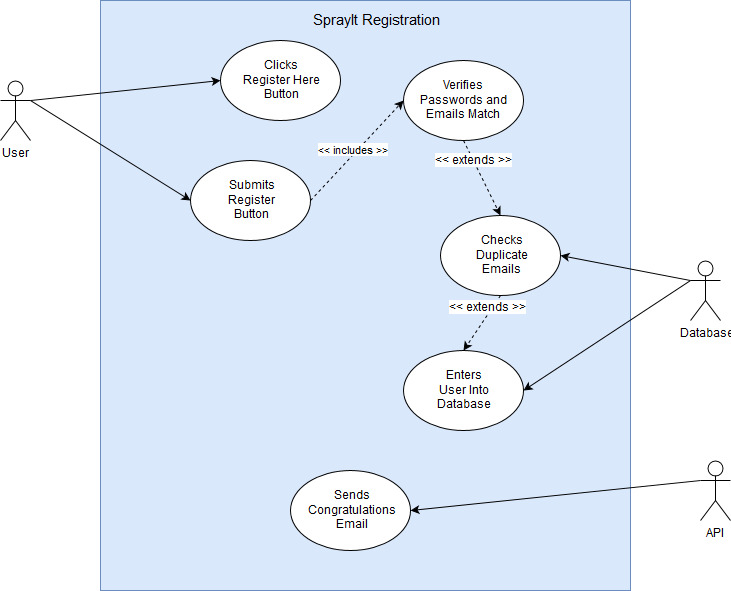 SprayIt Registration
Clicks
Register Here
Button
Verifies
Passwords and
Emails Match
User
<< includes >>
<< extends >>
Submits
Register
Button
Checks
Duplicate
Emails
<< extends >>
Database
Enters
User Into
Database
Sends
Congratulations
Email
API